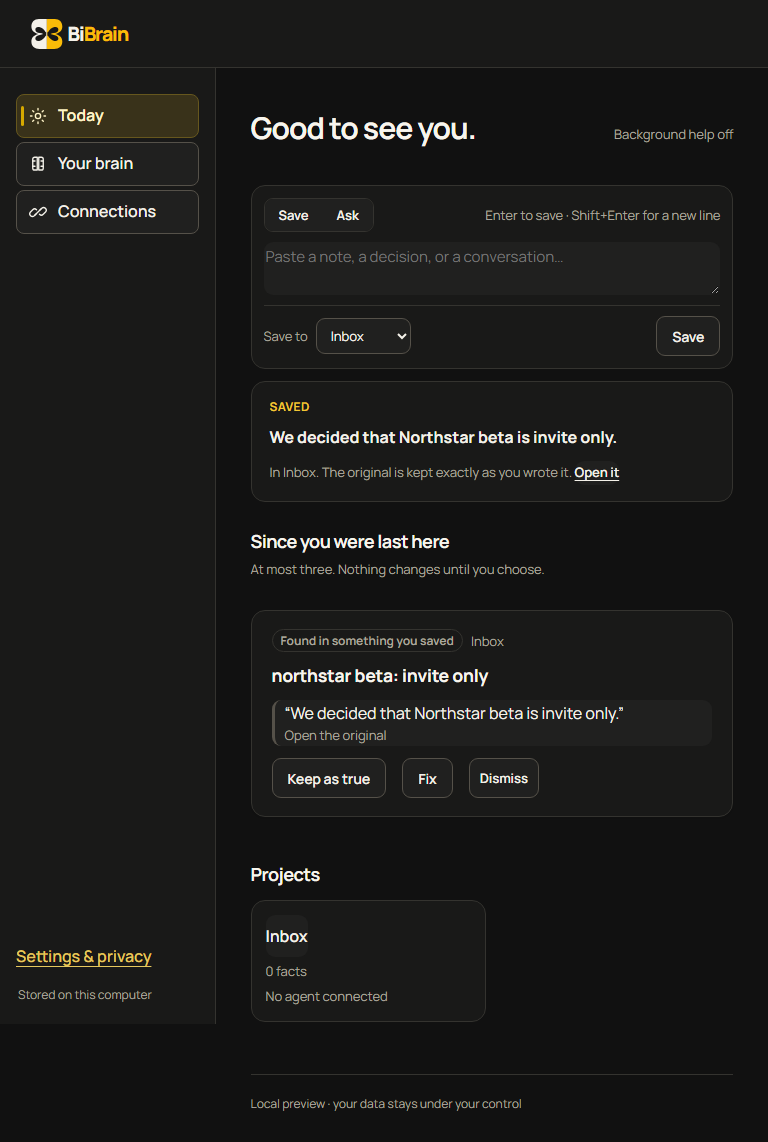 BiBrain
Today
Your brain
Connections
Good to see you.
Background help off
Save Ask
Enter to save · Shift+Enter for a new line
Paste a note, a decision, or a conversation…
Save to Inbox
Save
SAVED
We decided that Northstar beta is invite only.
In Inbox. The original is kept exactly as you wrote it. Open it
Since you were last here
At most three. Nothing changes until you choose.
Found in something you saved Inbox
northstar beta: invite only
“We decided that Northstar beta is invite only.”
Open the original
Keep as true Fix Dismiss
Projects
Inbox
0 facts
No agent connected
Settings & privacy
Stored on this computer
Local preview · your data stays under your control